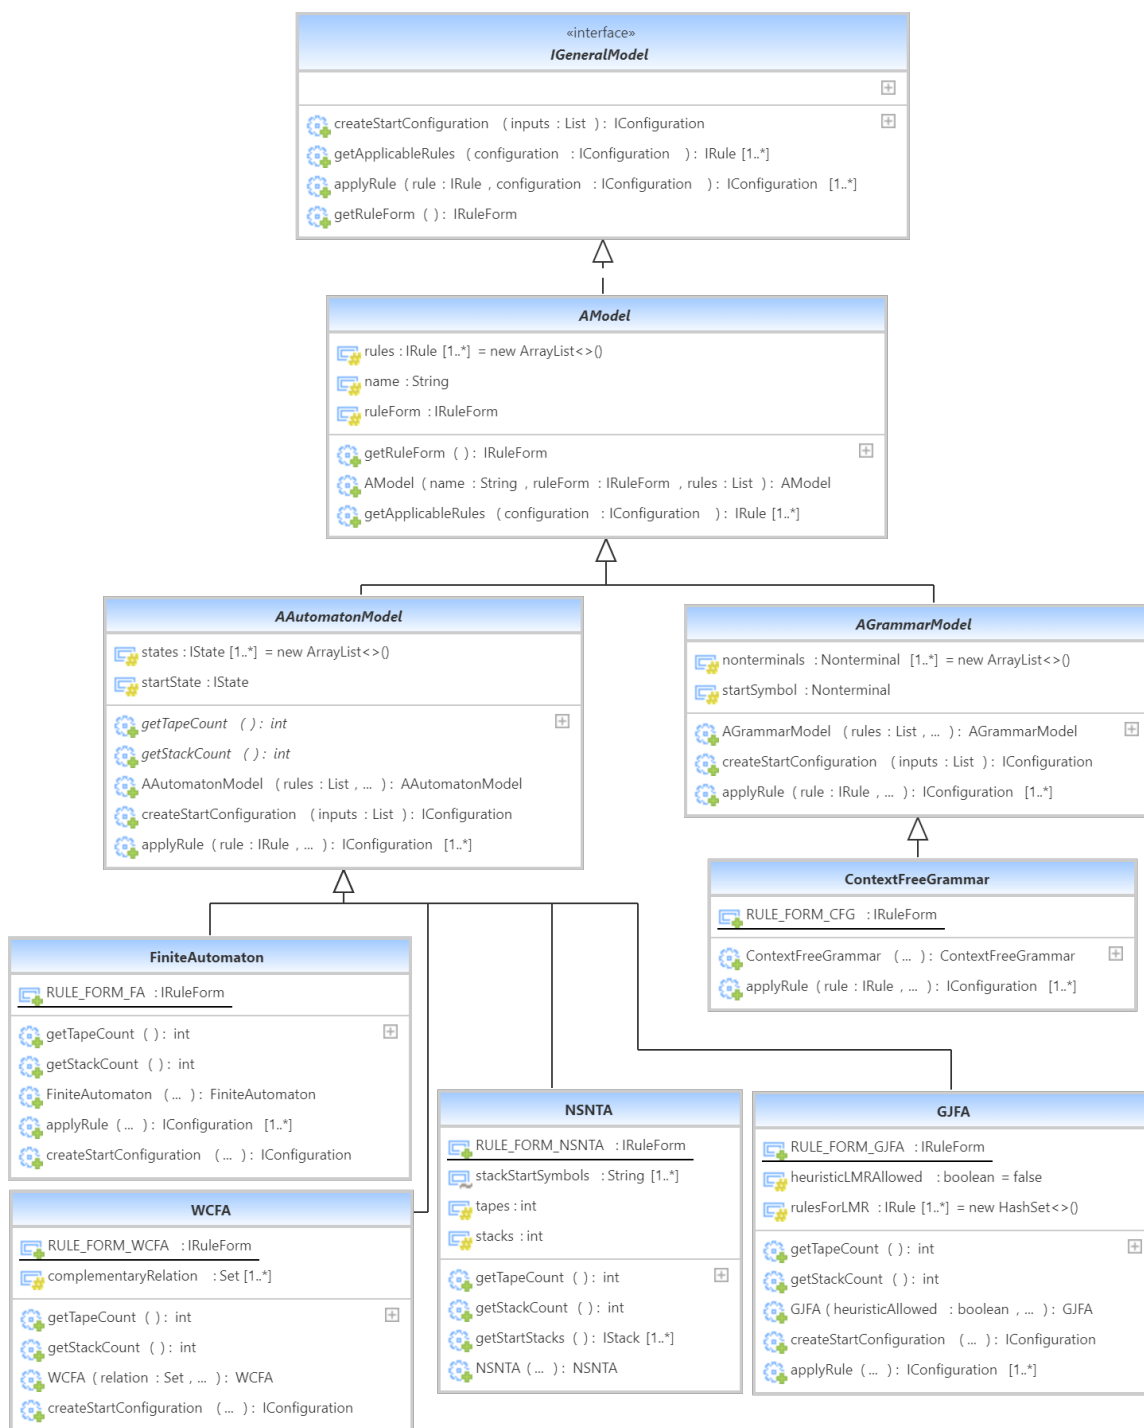 «interface»
IGeneralModel
createStartConfiguration ( inputs : List ) : IConfiguration
getApplicableRules ( configuration : IConfiguration ) : IRule [1..*]
applyRule ( rule : IRule , configuration : IConfiguration ) : IConfiguration [1..*]
getRuleForm ( ) : IRuleForm
AModel
rules : IRule [1..*] = new ArrayList<>()
name : String
ruleForm : IRuleForm
getRuleForm ( ) : IRuleForm
AModel ( name : String , ruleForm : IRuleForm , rules : List ) : AModel
getApplicableRules ( configuration : IConfiguration ) : IRule [1..*]
AAutomatonModel
states : IState [1..*] = new ArrayList<>()
startState : IState
getTapeCount ( ) : int
getStackCount ( ) : int
AAutomatonModel ( rules : List , ... ) : AAutomatonModel
createStartConfiguration ( inputs : List ) : IConfiguration
applyRule ( rule : IRule , ... ) : IConfiguration [1..*]
AGrammarModel
nonterminals : Nonterminal [1..*] = new ArrayList<>()
startSymbol : Nonterminal
AGrammarModel ( rules : List , ... ) : AGrammarModel
createStartConfiguration ( inputs : List ) : IConfiguration
applyRule ( rule : IRule , ... ) : IConfiguration [1..*]
ContextFreeGrammar
RULE_FORM_CFG : IRuleForm
ContextFreeGrammar ( ... ) : ContextFreeGrammar
applyRule ( rule : IRule , ... ) : IConfiguration [1..*]
FiniteAutomaton
RULE_FORM_FA : IRuleForm
getTapeCount ( ) : int
getStackCount ( ) : int
FiniteAutomaton ( ... ) : FiniteAutomaton
applyRule ( ... ) : IConfiguration [1..*]
createStartConfiguration ( ... ) : IConfiguration
WCFA
RULE_FORM_WCFA : IRuleForm
complementaryRelation : Set [1..*]
getTapeCount ( ) : int
getStackCount ( ) : int
WCFA ( relation : Set , ... ) : WCFA
createStartConfiguration ( ... ) : IConfiguration
NSNTA
RULE_FORM_NSNTA : IRuleForm
stackStartSymbols : String [1..*]
tapes : int
stacks : int
getTapeCount ( ) : int
getStackCount ( ) : int
getStartStacks ( ) : IStack [1..*]
NSNTA ( ... ) : NSNTA
GJFA
RULE_FORM_GJFA : IRuleForm
heuristicLMRAllowed : boolean = false
rulesForLMR : IRule [1..*] = new HashSet<>()
getTapeCount ( ) : int
getStackCount ( ) : int
GJFA ( heuristicAllowed : boolean , ... ) : GJFA
createStartConfiguration ( ... ) : IConfiguration
applyRule ( ... ) : IConfiguration [1..*]